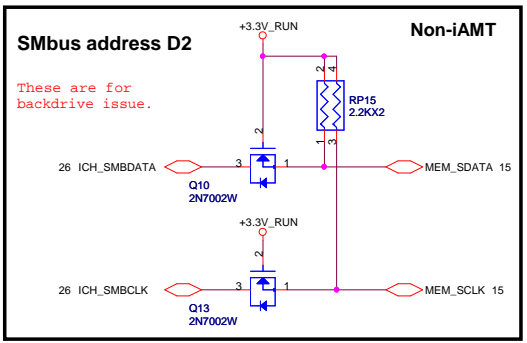 SMbus address D2
+3.3V_RUN
Non-iAMT
These are for
backdrive issue.
2 4
RP15
2.2KX2
1 3
2
26 ICH_SMBDATA 3 1 MEM_SDATA 15
Q10
2N7002W
+3.3V_RUN
2
26 ICH_SMBCLK 3 1 MEM_SCLK 15
Q13
2N7002W